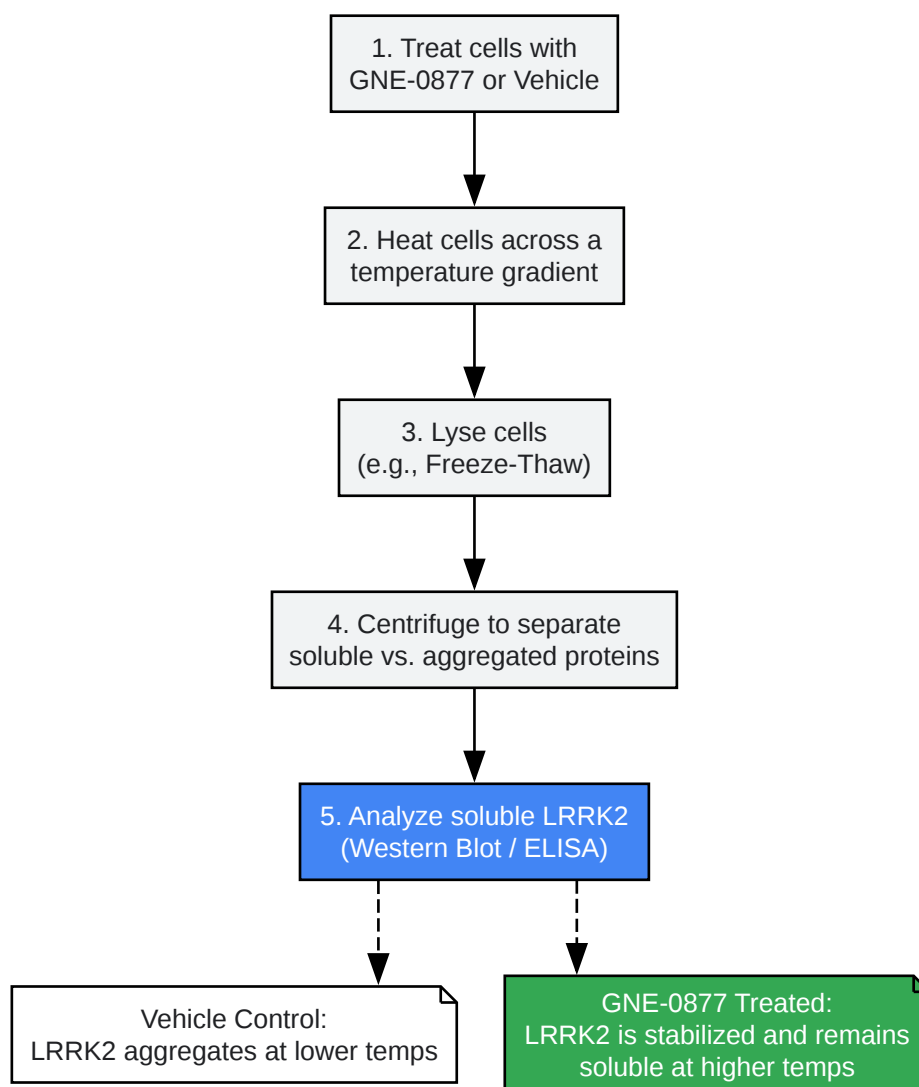 1. Treat cells with
GNE-0877 or Vehicle
2. Heat cells across a
temperature gradient
3. Lyse cells
(e.g., Freeze-Thaw)
4. Centrifuge to separate
soluble vs. aggregated proteins
5. Analyze soluble LRRK2
(Western Blot / ELISA)
Vehicle Control:
LRRK2 aggregates at lower temps
GNE-0877 Treated:
LRRK2 is stabilized and remains
soluble at higher temps